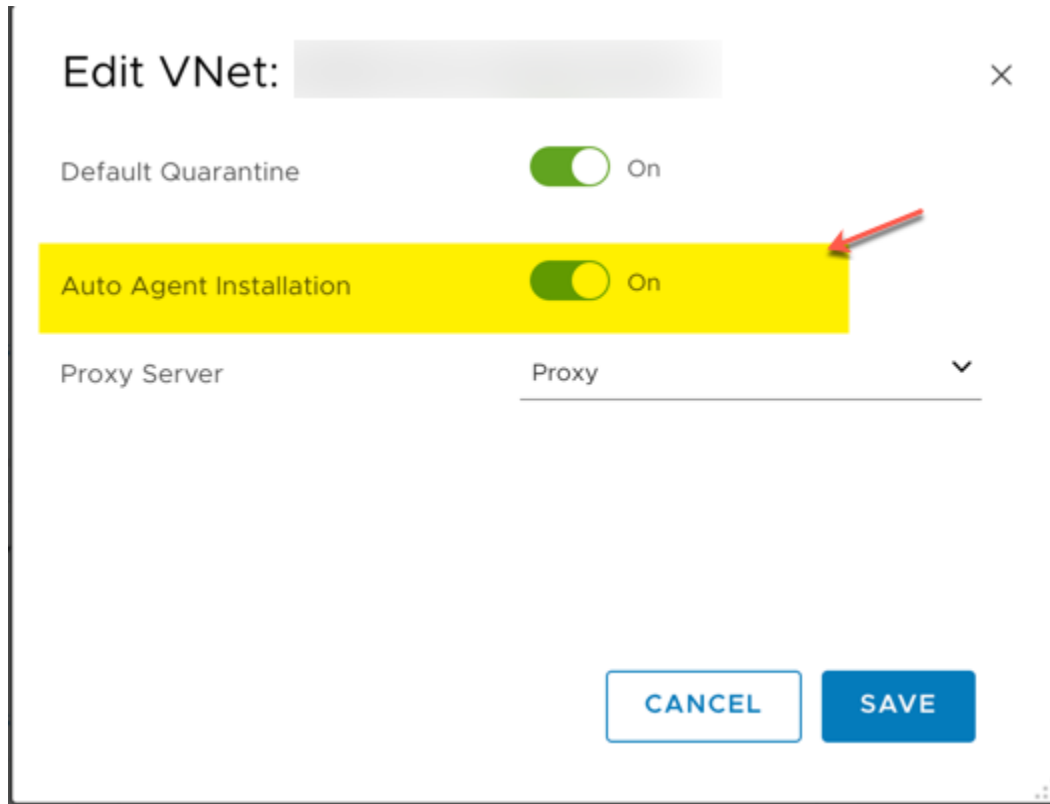 Edit VNet:
Default Quarantine On
Auto Agent Installation On
Proxy Server Proxy
CANCEL SAVE